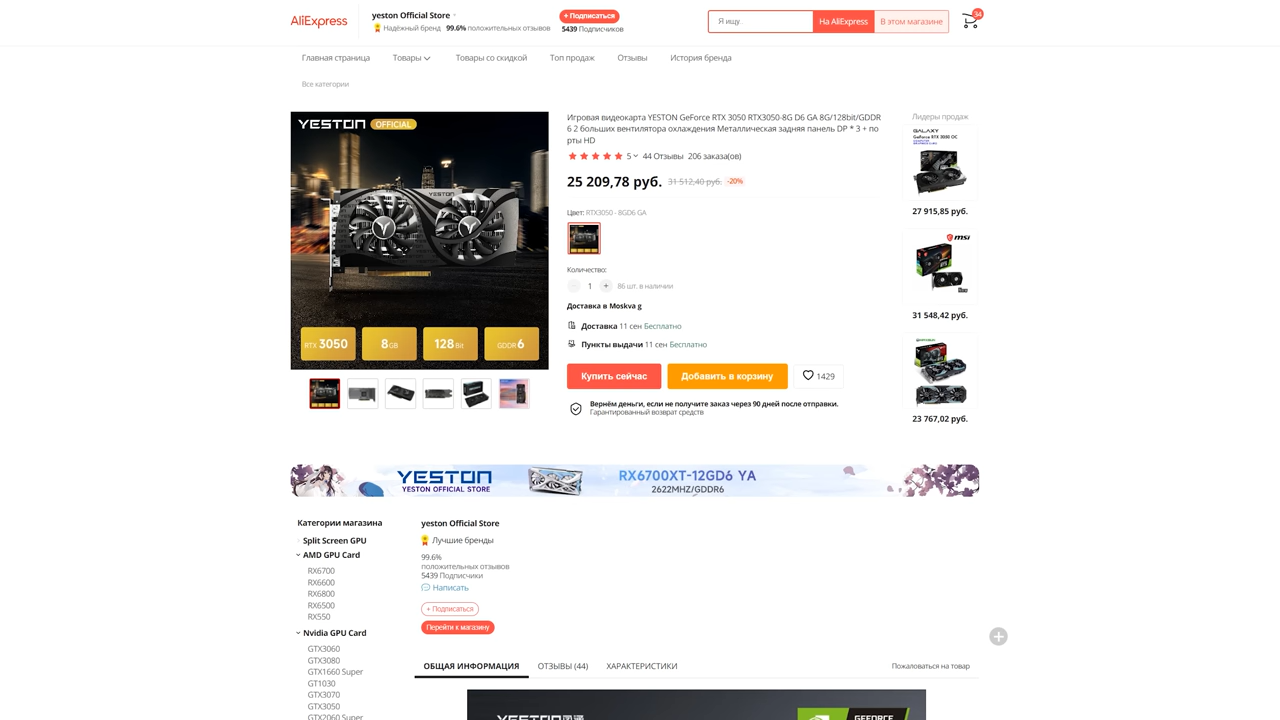 AliExpress
yeston Official Store
Надёжный бренд 99.6% положительных отзывов
+ Подписаться
5439 Подписчиков
Я ищу..
На AliExpress
В этом магазине
34
Главная страница
Товары
Товары со скидкой
Топ продаж
Отзывы
История бренда
Все категории
YESTON OFFICIAL
YESTON
RTX 3050
8GB
128Bit
GDDR6
Игровая видеокарта YESTON GeForce RTX 3050 RTX3050-8G D6 GA 8G/128bit/GDDR
6 2 больших вентилятора охлаждения Металлическая задняя панель DP * 3 + по
рты HD
5 44 Отзывы 206 заказа(ов)
25 209,78 руб. 31 512,40 руб. -20%
Цвет: RTX3050 - 8GD6 GA
Количество:
− 1 + 86 шт. в наличии
Доставка в Moskva g
Доставка 11 сен Бесплатно
Пункты выдачи 11 сен Бесплатно
Купить сейчас
Добавить в корзину
1429
Вернём деньги, если не получите заказ через 90 дней после отправки.
Гарантированный возврат средств
Лидеры продаж
GALAXY
GeForce RTX 3050 OC
27 915,85 руб.
msi
31 548,42 руб.
23 767,02 руб.
YESTON
YESTON OFFICIAL STORE
RX6700XT-12GD6 YA
2622MHZ/GDDR6
Категории магазина
Split Screen GPU
AMD GPU Card
RX6700
RX6600
RX6800
RX6500
RX550
Nvidia GPU Card
GTX3060
GTX3080
GTX1660 Super
GT1030
GTX3070
GTX3050
GTX2060 Super
yeston Official Store
Лучшие бренды
99.6%
положительных отзывов
5439 Подписчики
Написать
+ Подписаться
Перейти к магазину
ОБЩАЯ ИНФОРМАЦИЯ
ОТЗЫВЫ (44)
ХАРАКТЕРИСТИКИ
Пожаловаться на товар
YESTON
GEFORCE